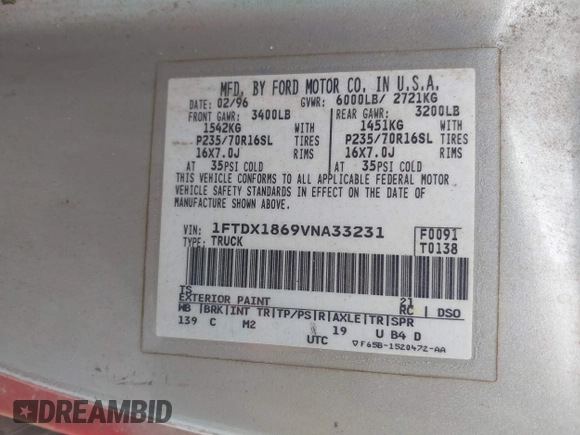 MFD. BY FORD MOTOR CO. IN U.S.A.
DATE: 02/96 GVWR: 6000LB/ 2721KG
FRONT GAWR: 3400LB REAR GAWR: 3200LB
1542KG WITH 1451KG WITH
P235/70R16SL TIRES P235/70R16SL TIRES
16X7.0J RIMS 16X7.0J RIMS
AT 35PSI COLD AT 35PSI COLD
THIS VEHICLE CONFORMS TO ALL APPLICABLE FEDERAL MOTOR
VEHICLE SAFETY STANDARDS IN EFFECT ON THE DATE OF
MANUFACTURE SHOWN ABOVE.
VIN: 1FTDX1869VNA33231 F0091
TYPE: TRUCK T0138
TS 21
EXTERIOR PAINT RC DSO
WB BRK INT TR TP/PS R AXLE TR SPR
139 C M2 19 U B4 D
UTC F65B-1520472-AA
DREAMBID